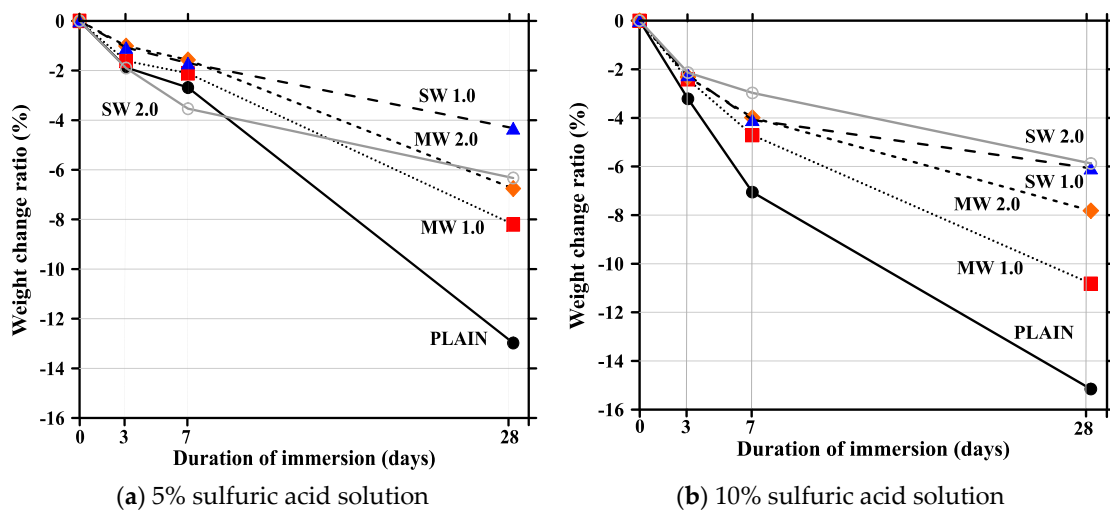 Weight change ratio (%)
0
-2
-4
-6
-8
-10
-12
-14
-16
SW 2.0
SW 1.0
MW 2.0
MW 1.0
PLAIN
0 3 7 28
Duration of immersion (days)
(a) 5% sulfuric acid solution
Weight change ratio (%)
0
-2
-4
-6
-8
-10
-12
-14
-16
SW 2.0
SW 1.0
MW 2.0
MW 1.0
PLAIN
0 3 7 28
Duration of immersion (days)
(b) 10% sulfuric acid solution